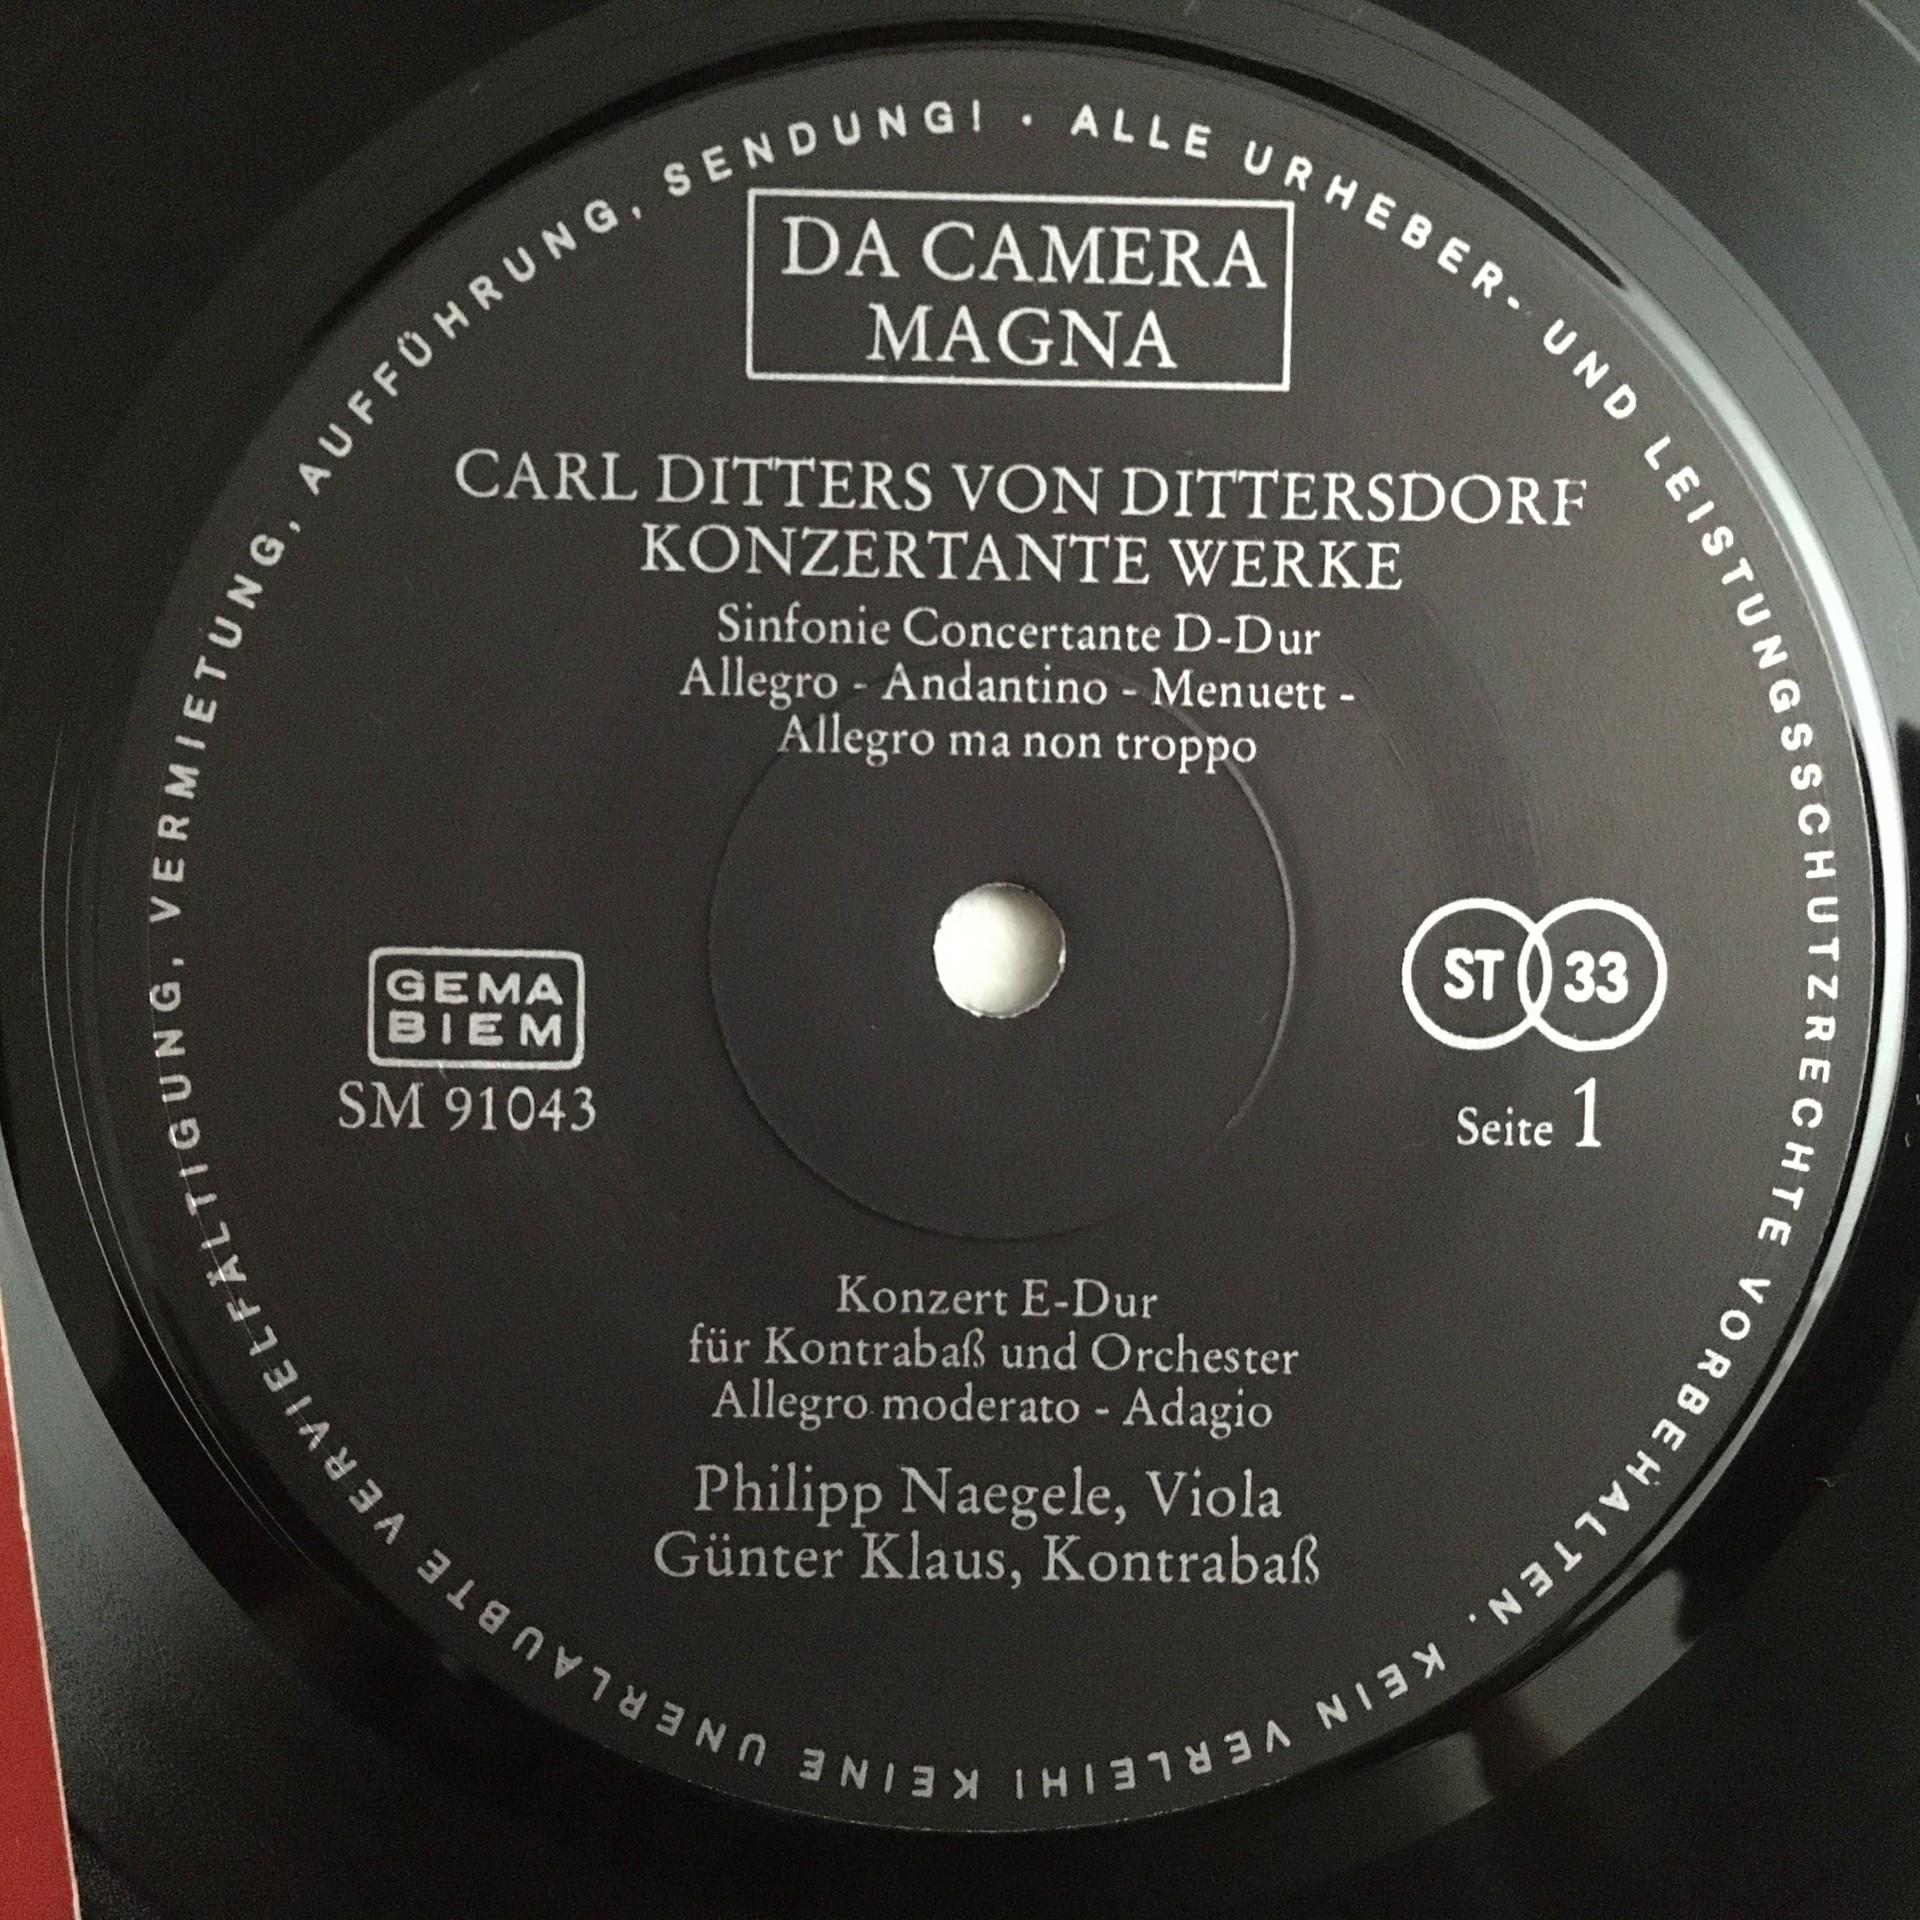 ALLE URHEBER- UND LEISTUNGSSCHUTZRECHTE VORBEHALTEN. KEIN VERLEIH! KEINE UNERLAUBTE VERVIELFÄLTIGUNG, VERMIETUNG, AUFFÜHRUNG, SENDUNG! ·
DA CAMERA
MAGNA
CARL DITTERS VON DITTERSDORF
KONZERTANTE WERKE
Sinfonie Concertante D-Dur
Allegro - Andantino - Menuett -
Allegro ma non troppo
GEMA
BIEM
SM 91043
ST 33
Seite 1
Konzert E-Dur
für Kontrabaß und Orchester
Allegro moderato - Adagio
Philipp Naegele, Viola
Günter Klaus, Kontrabaß